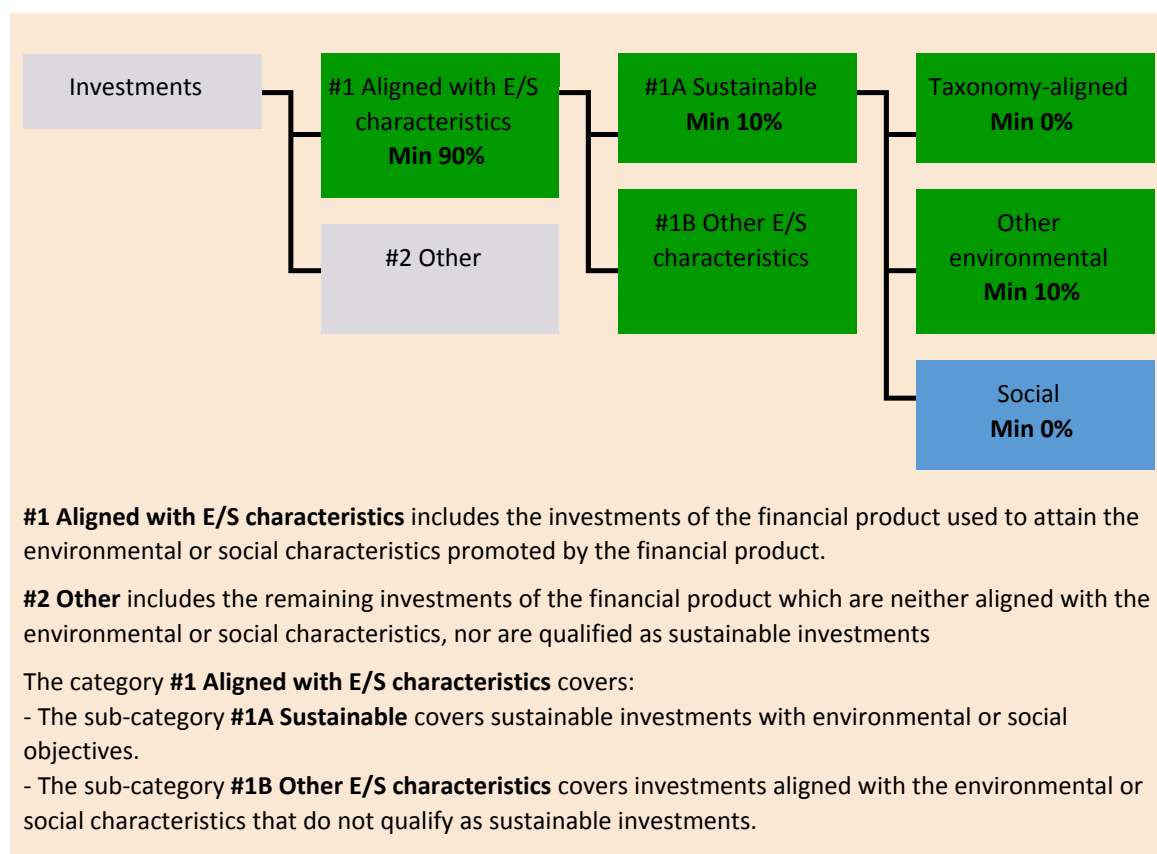 Investments
#1 Aligned with E/S
characteristics
Min 90%
#2 Other
#1A Sustainable
Min 10%
#1B Other E/S
characteristics
Taxonomy-aligned
Min 0%
Other
environmental
Min 10%
Social
Min 0%
#1 Aligned with E/S characteristics includes the investments of the financial product used to attain the
environmental or social characteristics promoted by the financial product.
#2 Other includes the remaining investments of the financial product which are neither aligned with the
environmental or social characteristics, nor are qualified as sustainable investments
The category #1 Aligned with E/S characteristics covers:
- The sub-category #1A Sustainable covers sustainable investments with environmental or social
objectives.
- The sub-category #1B Other E/S characteristics covers investments aligned with the environmental or
social characteristics that do not qualify as sustainable investments.